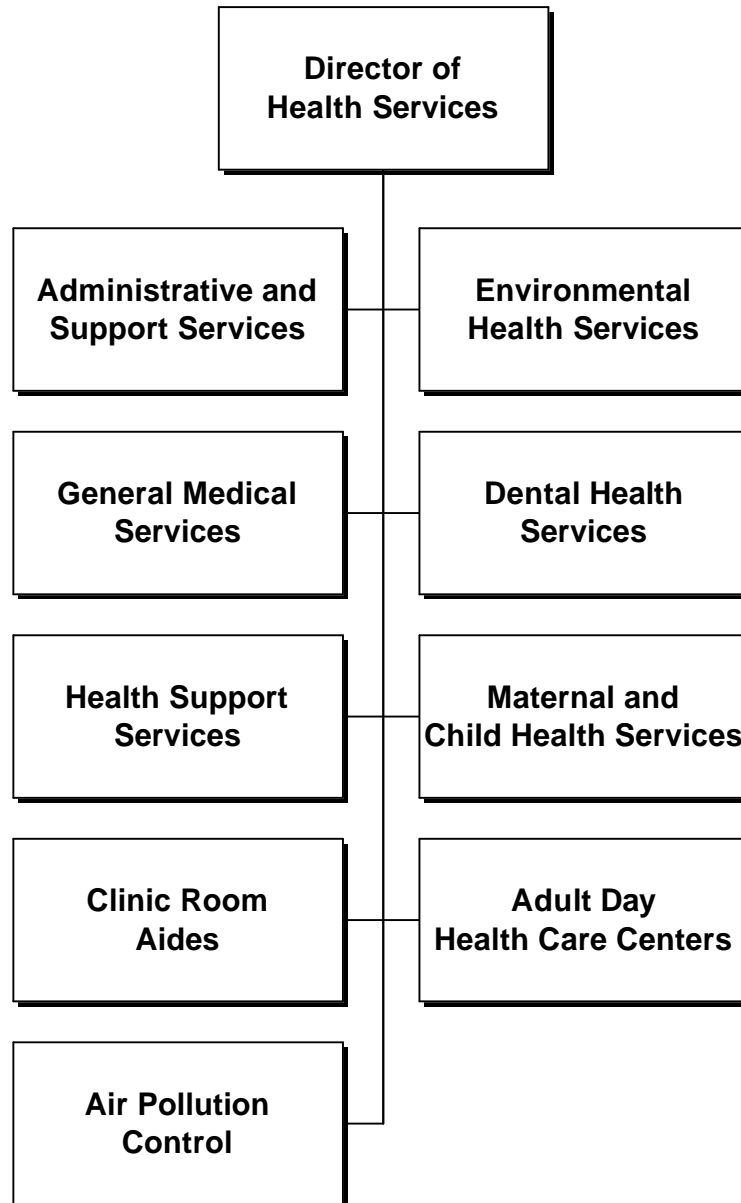 Director of
Health Services
Administrative and
Support Services
Environmental
Health Services
General Medical
Services
Dental Health
Services
Health Support
Services
Maternal and
Child Health Services
Clinic Room
Aides
Adult Day
Health Care Centers
Air Pollution
Control